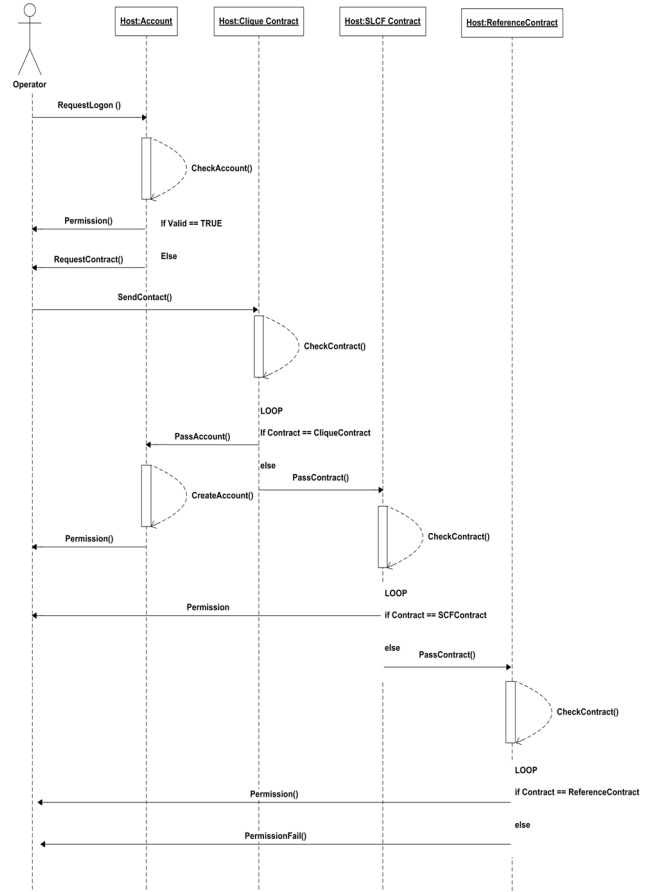 Host:Account
Host:Clique Contract
Host:SLCF Contract
Host:ReferenceContract
Operator
RequestLogon ()
CheckAccount()
Permission()
If Valid == TRUE
RequestContract()
Else
SendContact()
CheckContract()
LOOP
If Contract == CliqueContract
PassAccount()
else
PassContract()
CreateAccount()
CheckContract()
Permission()
LOOP
Permission
if Contract == SCFContract
else
PassContract()
CheckContract()
LOOP
Permission()
if Contract == ReferenceContract
else
PermissionFail()